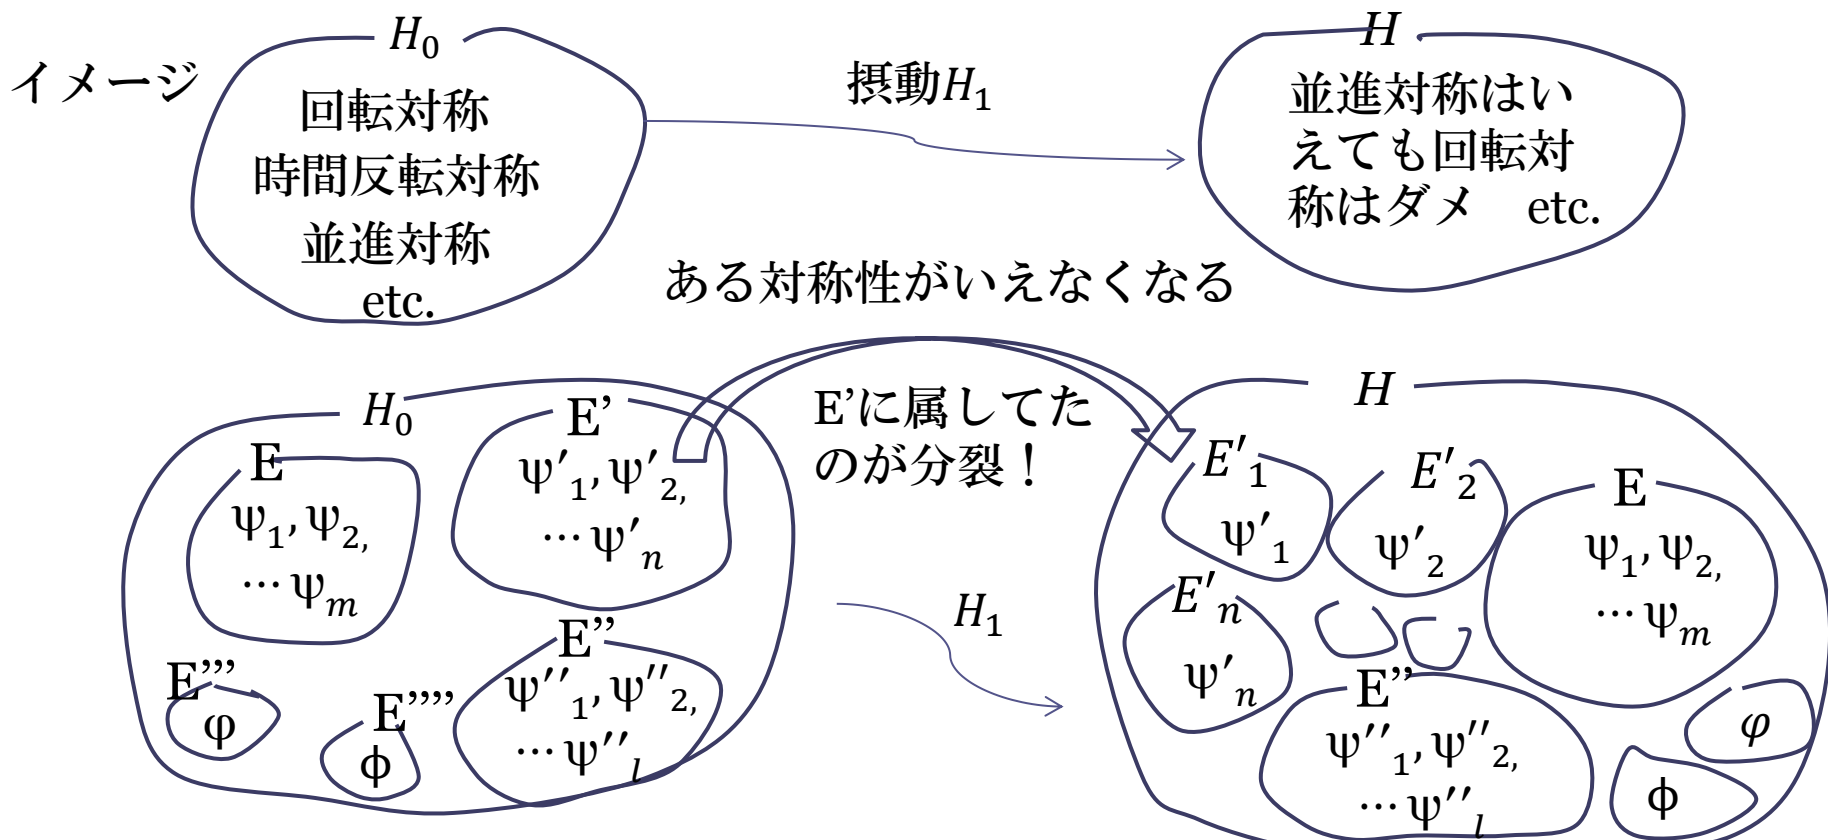 イメージ
H₀
回転対称
時間反転対称
並進対称
etc.
摂動H₁
H
並進対称はい
えても回転対
称はダメ　etc.
ある対称性がいえなくなる
H₀
E
ψ₁, ψ₂,
⋯ ψₘ
E’
ψ′₁, ψ′₂,
⋯ ψ′ₙ
E’’’
φ
E’’’’
ϕ
E’’
ψ′′₁, ψ′′₂,
⋯ ψ′′ₗ
E’に属してた
のが分裂！
H₁
H
E′₁
ψ′₁
E′₂
ψ′₂
E
ψ₁, ψ₂,
⋯ ψₘ
E′ₙ
ψ′ₙ
E’’
ψ′′₁, ψ′′₂,
⋯ ψ′′ₗ
φ
ϕ